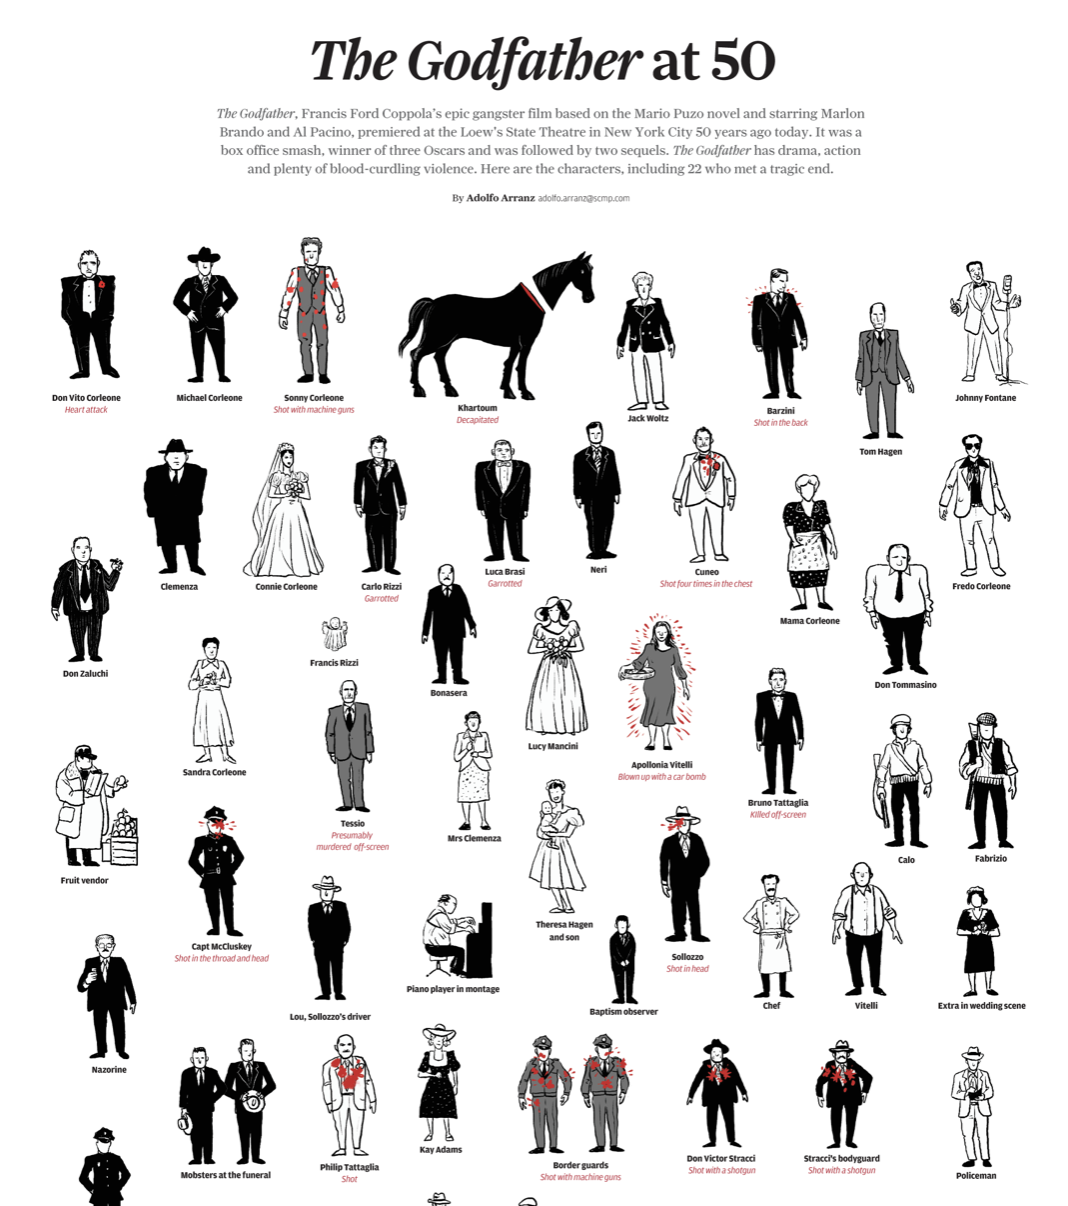 The Godfather at 50
The Godfather, Francis Ford Coppola's epic gangster film based on the Mario Puzo novel and starring Marlon
Brando and Al Pacino, premiered at the Loew's State Theatre in New York City 50 years ago today. It was a
box office smash, winner of three Oscars and was followed by two sequels. The Godfather has drama, action
and plenty of blood-curdling violence. Here are the characters, including 22 who met a tragic end.
By Adolfo Arranz adolfo.arranz@scmp.com
Don Vito Corleone
Heart attack
Michael Corleone
Sonny Corleone
Shot with machine guns
Khartoum
Decapitated
Jack Woltz
Barzini
Shot in the back
Tom Hagen
Johnny Fontane
Clemenza
Connie Corleone
Carlo Rizzi
Garrotted
Luca Brasi
Garrotted
Neri
Cuneo
Shot four times in the chest
Mama Corleone
Fredo Corleone
Don Zaluchi
Francis Rizzi
Bonasera
Don Tommasino
Sandra Corleone
Lucy Mancini
Apollonia Vitelli
Blown up with a car bomb
Tessio
Presumably
murdered off-screen
Mrs Clemenza
Bruno Tattaglia
Killed off-screen
Calo
Fabrizio
Fruit vendor
Capt McCluskey
Shot in the throad and head
Theresa Hagen
and son
Sollozzo
Shot in head
Lou, Sollozzo's driver
Piano player in montage
Baptism observer
Chef
Vitelli
Extra in wedding scene
Nazorine
Mobsters at the funeral
Philip Tattaglia
Shot
Kay Adams
Border guards
Shot with machine guns
Don Victor Stracci
Shot with a shotgun
Stracci's bodyguard
Shot with a shotgun
Policeman